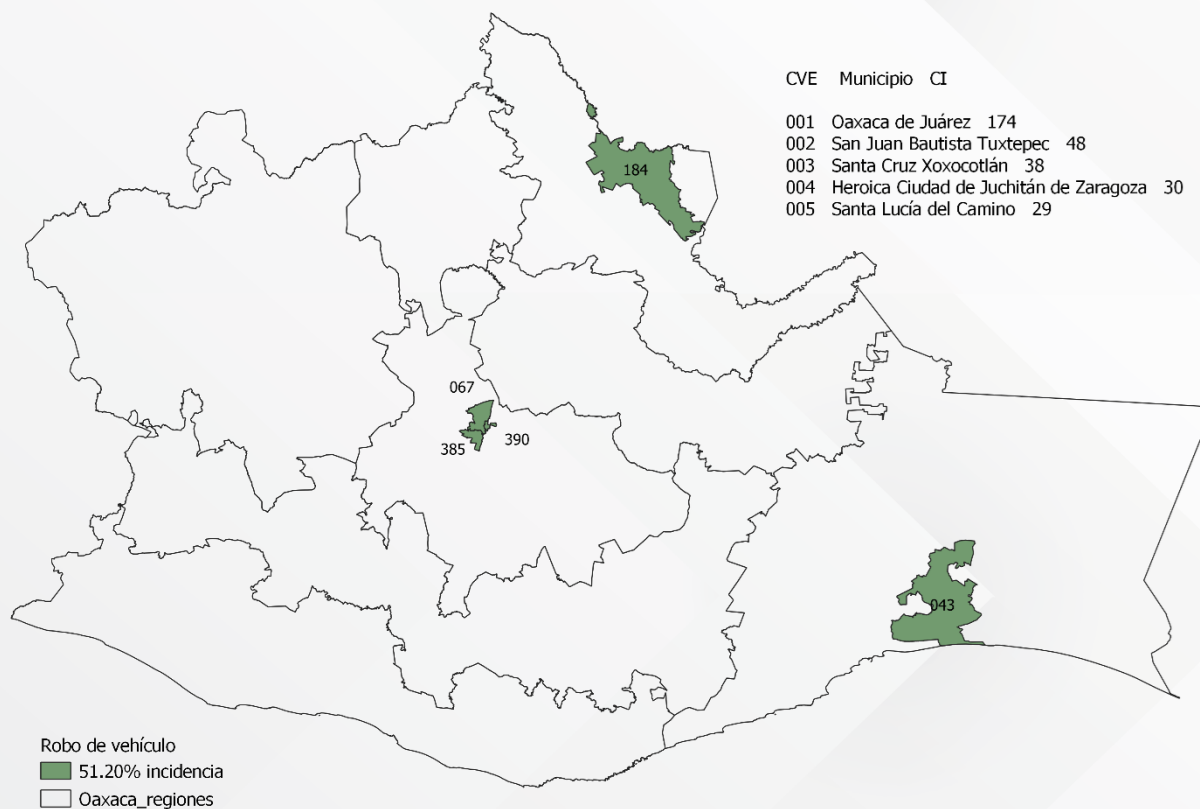 CVE Municipio CI
001 Oaxaca de Juárez 174
002 San Juan Bautista Tuxtepec 48
003 Santa Cruz Xoxocotlán 38
004 Heroica Ciudad de Juchitán de Zaragoza 30
005 Santa Lucía del Camino 29
184
067
390
385
043
Robo de vehículo
51.20% incidencia
Oaxaca_regiones